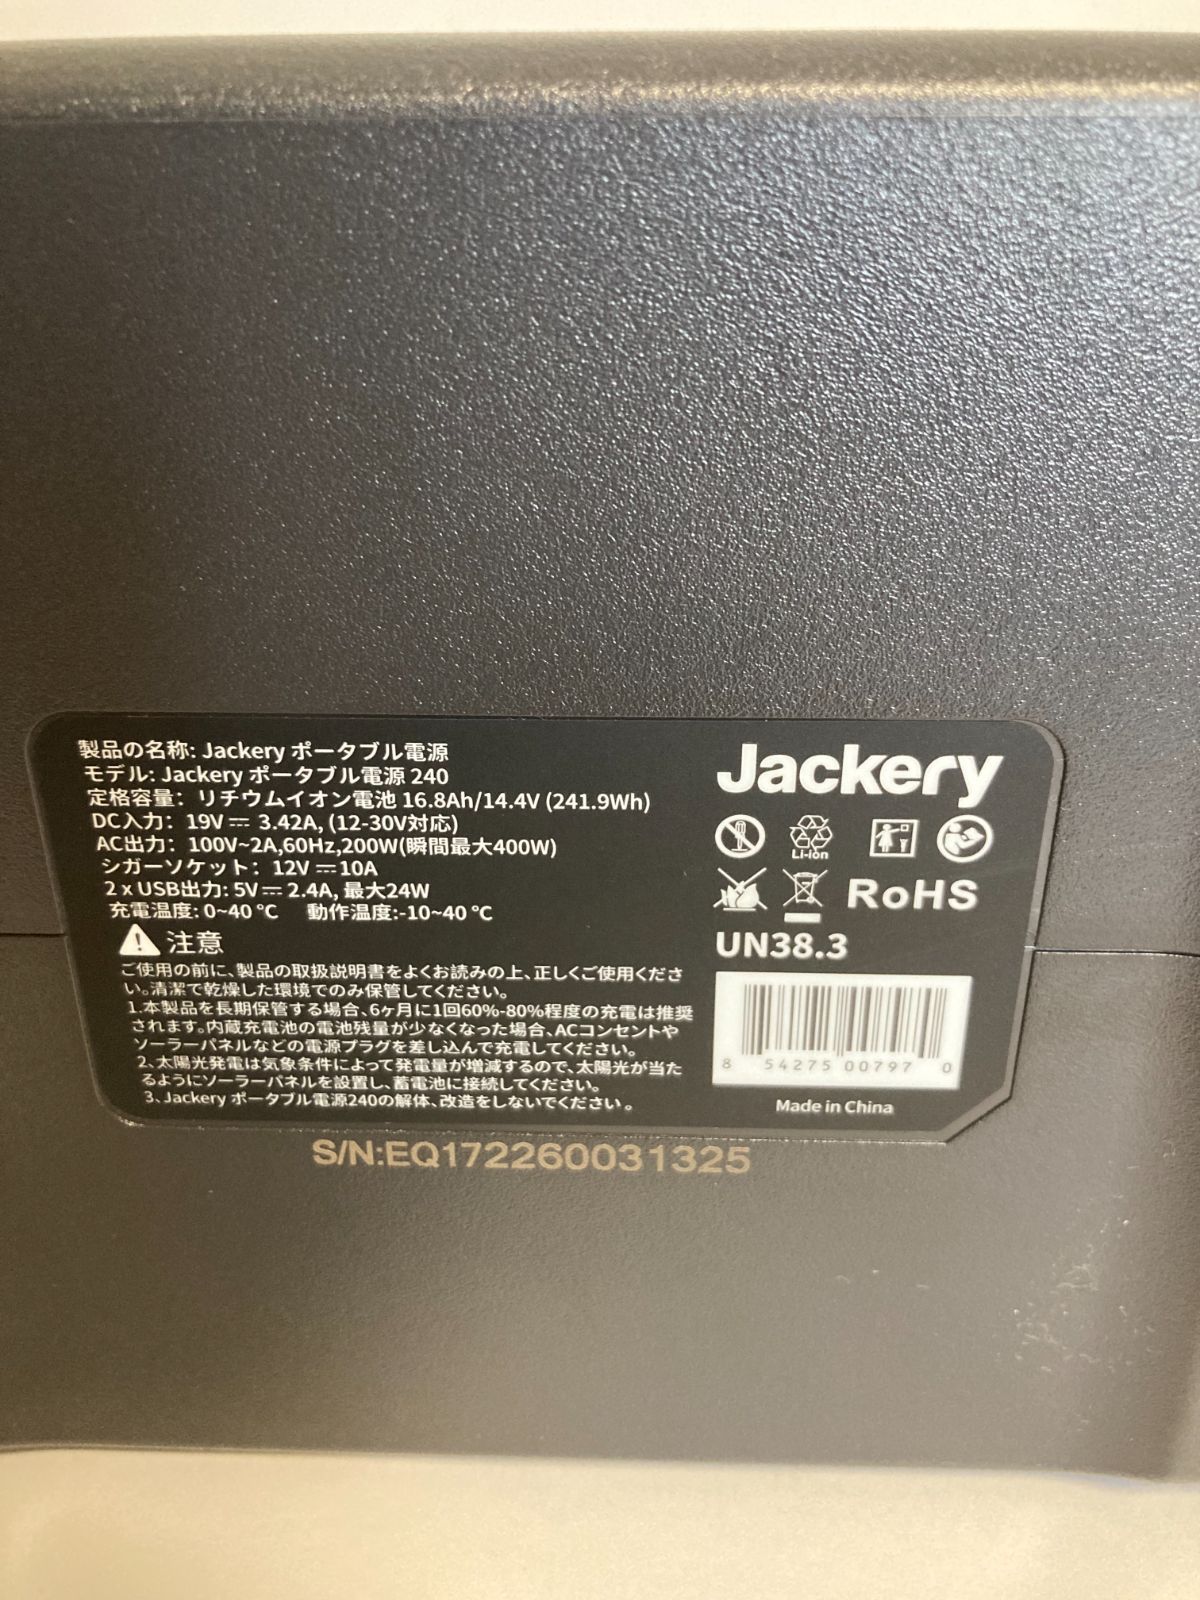 製品の名称: Jackery ポータブル電源
モデル: Jackery ポータブル電源 240
定格容量: リチウムイオン電池 16.8Ah/14.4V (241.9Wh)
DC入力: 19V⎓ 3.42A, (12-30V対応)
AC出力: 100V~2A,60Hz,200W(瞬間最大400W)
シガーソケット: 12V⎓10A
2 x USB出力: 5V⎓ 2.4A, 最大24W
充電温度: 0~40 ℃ 動作温度:-10~40 ℃
注意
ご使用の前に、製品の取扱説明書をよくお読みの上、正しくご使用くださ
い。清潔で乾燥した環境でのみ保管してください。
1.本製品を長期保管する場合、6ヶ月に1回60%-80%程度の充電は推奨
されます。内蔵充電池の電池残量が少なくなった場合、ACコンセントや
ソーラーパネルなどの電源プラグを差し込んで充電してください。
2、太陽光発電は気象条件によって発電量が増減するので、太陽光が当た
るようにソーラーパネルを設置し、蓄電池に接続してください。
3、Jackery ポータブル電源240の解体、改造をしないでください。
Jackery
Li-ion
RoHS
UN38.3
8 54275 00797 0
Made in China
S/N:EQ172260031325